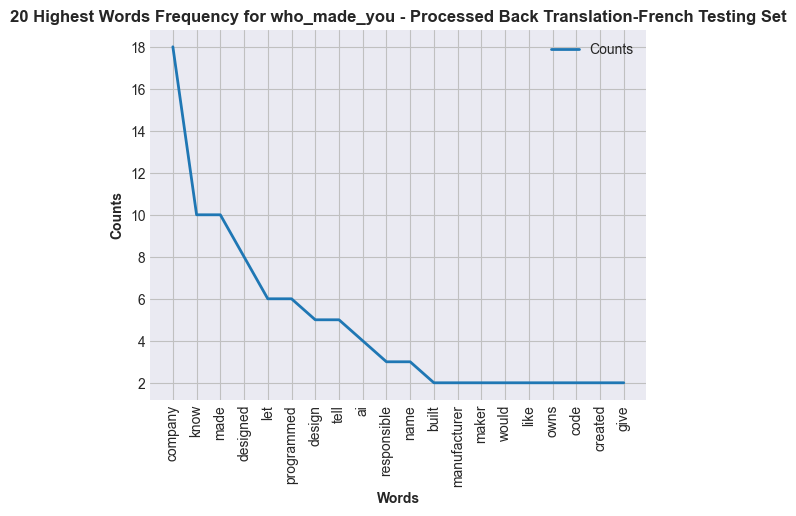 20 Highest Words Frequency for who_made_you - Processed Back Translation-French Testing Set
Counts
18
16
14
12
10
8
6
4
2
Counts
company
know
made
designed
let
programmed
design
tell
ai
responsible
name
built
manufacturer
maker
would
like
owns
code
created
give
Words